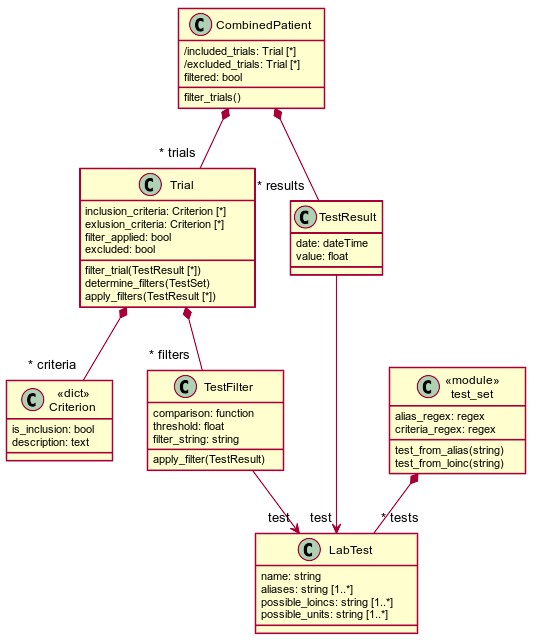 C CombinedPatient
/included_trials: Trial [*]
/excluded_trials: Trial [*]
filtered: bool
filter_trials()
* trials
* results
C Trial
inclusion_criteria: Criterion [*]
exlusion_criteria: Criterion [*]
filter_applied: bool
excluded: bool
filter_trial(TestResult [*])
determine_filters(TestSet)
apply_filters(TestResult [*])
C TestResult
date: dateTime
value: float
* criteria
* filters
C «dict»
Criterion
is_inclusion: bool
description: text
C TestFilter
comparison: function
threshold: float
filter_string: string
apply_filter(TestResult)
C «module»
test_set
alias_regex: regex
criteria_regex: regex
test_from_alias(string)
test_from_loinc(string)
test
test
* tests
C LabTest
name: string
aliases: string [1..*]
possible_loincs: string [1..*]
possible_units: string [1..*]